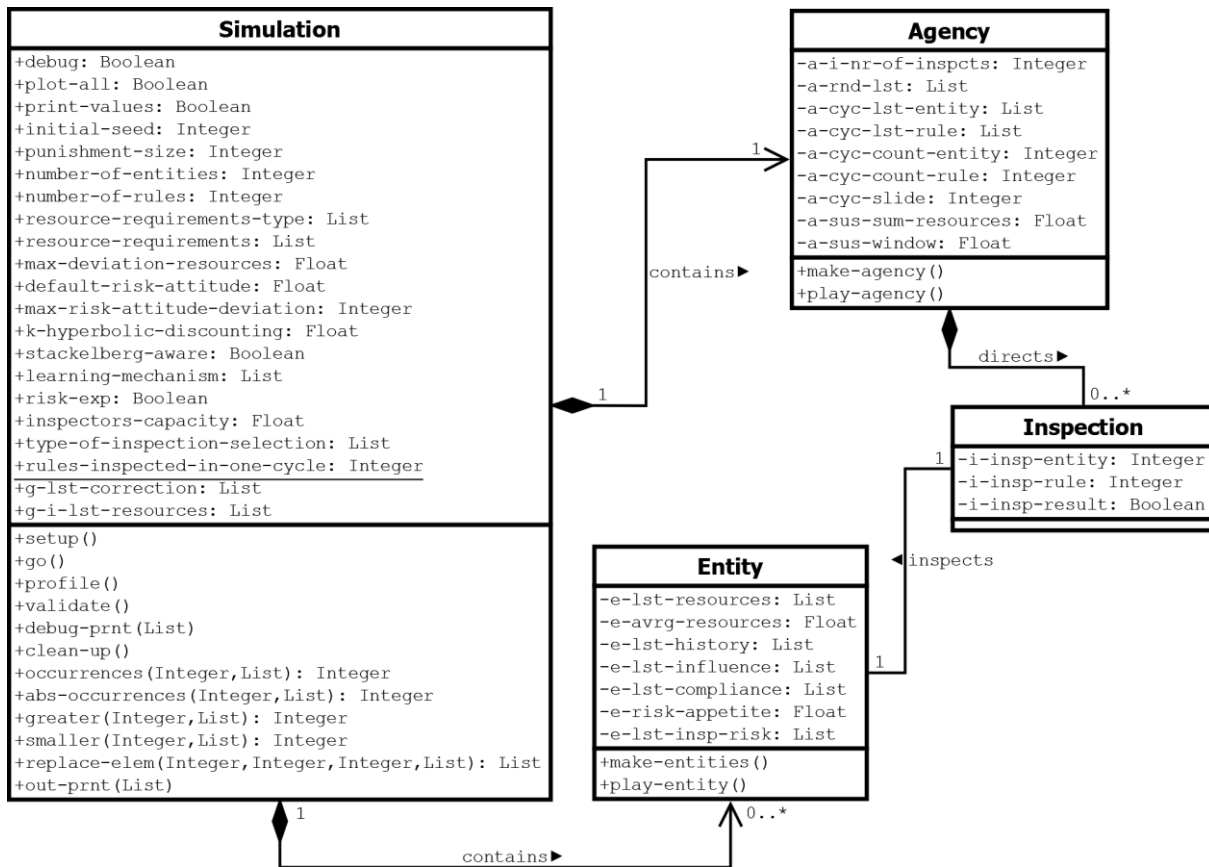 Simulation
+debug: Boolean
+plot-all: Boolean
+print-values: Boolean
+initial-seed: Integer
+punishment-size: Integer
+number-of-entities: Integer
+number-of-rules: Integer
+resource-requirements-type: List
+resource-requirements: List
+max-deviation-resources: Float
+default-risk-attitude: Float
+max-risk-attitude-deviation: Integer
+k-hyperbolic-discounting: Float
+stackelberg-aware: Boolean
+learning-mechanism: List
+risk-exp: Boolean
+inspectors-capacity: Float
+type-of-inspection-selection: List
+rules-inspected-in-one-cycle: Integer
+g-lst-correction: List
+g-i-lst-resources: List
+setup()
+go()
+profile()
+validate()
+debug-prnt(List)
+clean-up()
+occurrences(Integer,List): Integer
+abs-occurrences(Integer,List): Integer
+greater(Integer,List): Integer
+smaller(Integer,List): Integer
+replace-elem(Integer,Integer,Integer,List): List
+out-prnt(List)
1
contains►
1
Agency
-a-i-nr-of-inspcts: Integer
-a-rnd-lst: List
-a-cyc-lst-entity: List
-a-cyc-lst-rule: List
-a-cyc-count-entity: Integer
-a-cyc-count-rule: Integer
-a-cyc-slide: Integer
-a-sus-sum-resources: Float
-a-sus-window: Float
+make-agency()
+play-agency()
directs►
0..*
Inspection
-i-insp-entity: Integer
-i-insp-rule: Integer
-i-insp-result: Boolean
1
◄inspects
1
Entity
-e-lst-resources: List
-e-avrg-resources: Float
-e-lst-history: List
-e-lst-influence: List
-e-lst-compliance: List
-e-risk-appetite: Float
-e-lst-insp-risk: List
+make-entities()
+play-entity()
1
contains►
0..*